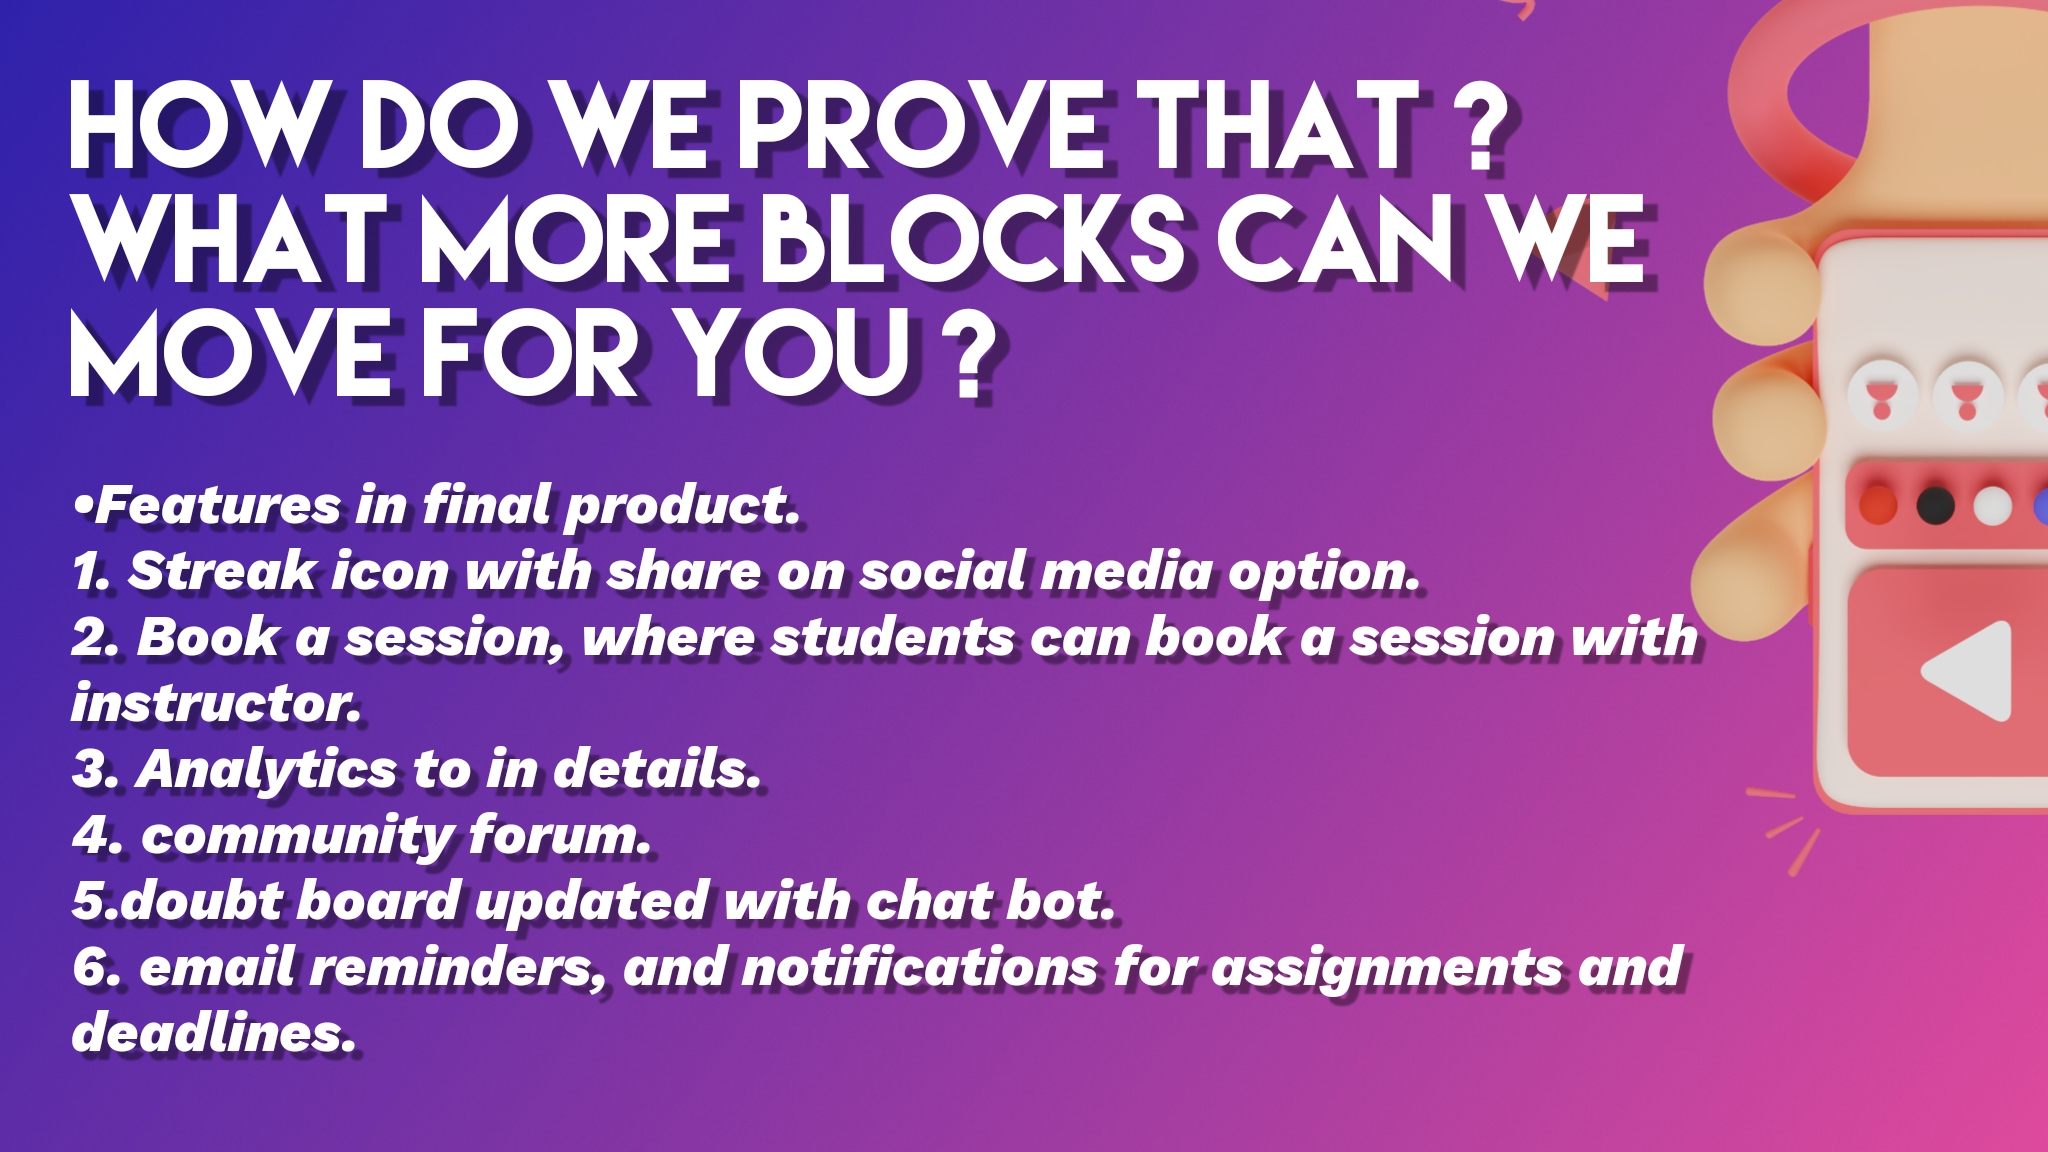 HOW DO WE PROVE THAT ?
WHAT MORE BLOCKS CAN WE
MOVE FOR YOU ?
•Features in final product.
1. Streak icon with share on social media option.
2. Book a session, where students can book a session with
instructor.
3. Analytics to in details.
4. community forum.
5.doubt board updated with chat bot.
6. email reminders, and notifications for assignments and
deadlines.